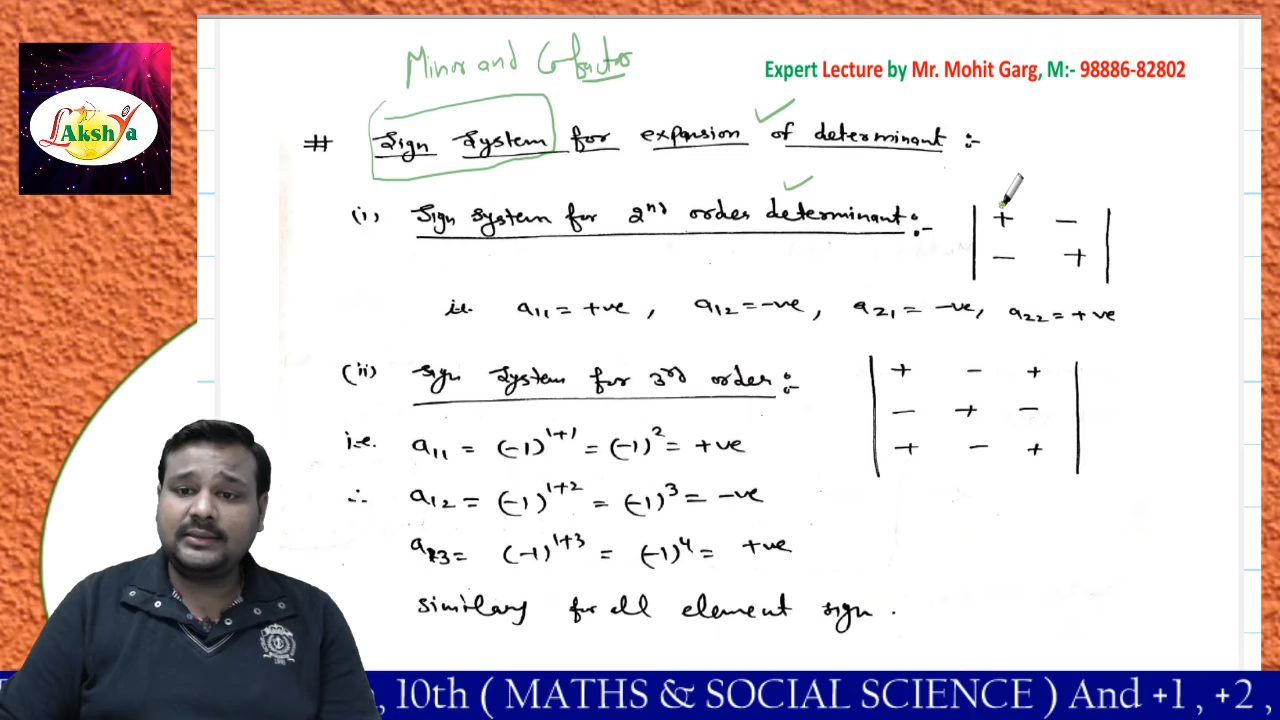 Minor and Cofactor
Expert Lecture by Mr. Mohit Garg, M:- 98886-82802
LAkshYa
# Sign System for expansion of determinant :-
(i) Sign System for 2nd order determinant :-
| + - |
| - + |
i.e. a11 = +ve, a12 = -ve, a21 = -ve, a22 = +ve
(ii) Sign System for 3rd order :-
| + - + |
| - + - |
| + - + |
i.e. a11 = (-1)^1+1 = (-1)^2 = +ve
∴ a12 = (-1)^1+2 = (-1)^3 = -ve
a13 = (-1)^1+3 = (-1)^4 = +ve
similary for all element sign .
, 10th ( MATHS & SOCIAL SCIENCE ) And +1 , +2 ,